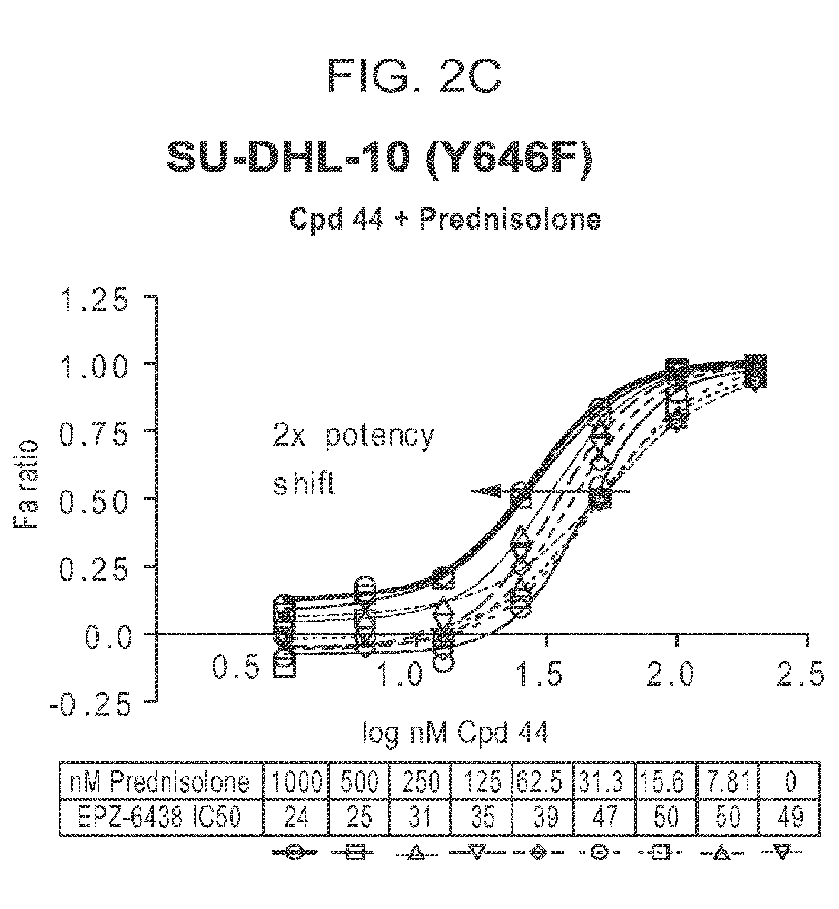 FIG. 2C
SU-DHL-10 (Y646F)
Cpd 44 + Prednisolone
1.25
1.00
0.75
0.50
0.25
0.0
-0.25
Fa ratio
2x potency
shift
0.5
1.0
1.5
2.0
2.5
log nM Cpd 44
nM Prednisolone 1000 500 250 125 62.5 31.3 15.6 7.81 0
EPZ-6438 IC50 24 25 31 35 39 47 50 50 49